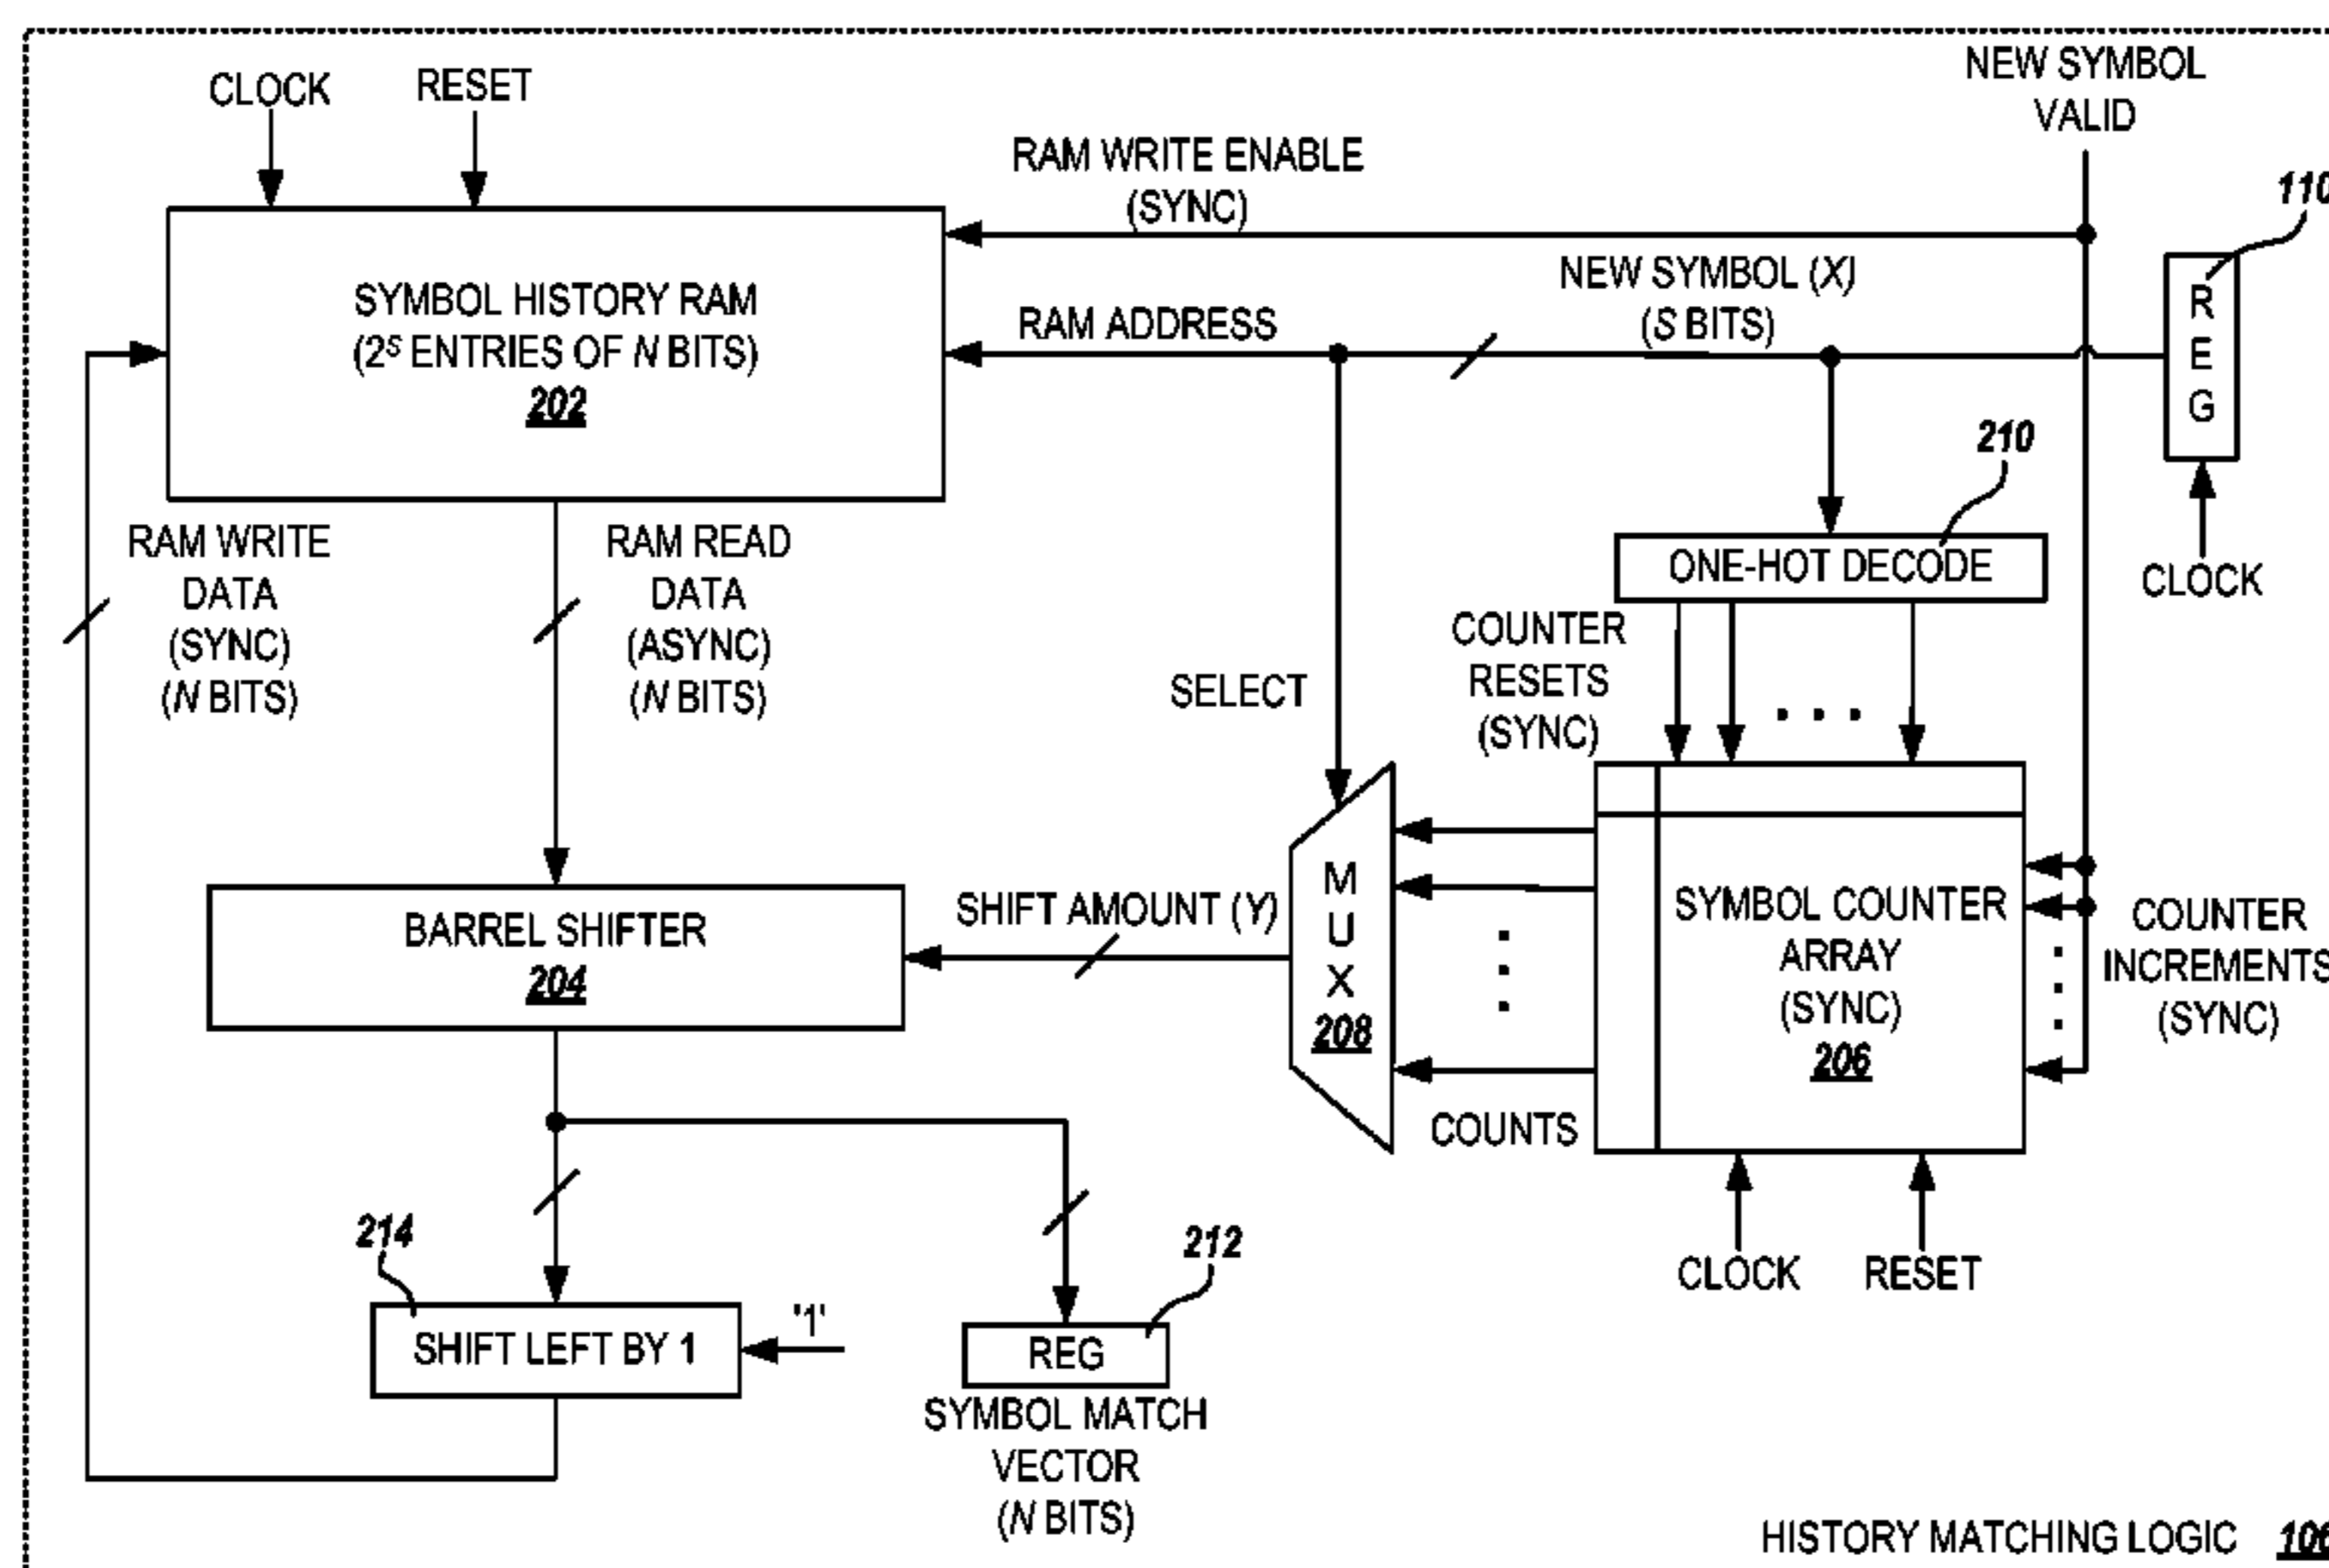 NEW SYMBOL
VALID
CLOCK
RESET
RAM WRITE ENABLE
(SYNC)
110
SYMBOL HISTORY RAM
(2^S ENTRIES OF N BITS)
202
RAM ADDRESS
NEW SYMBOL (X)
(S BITS)
R
E
G
CLOCK
210
ONE-HOT DECODE
RAM WRITE
DATA
(SYNC)
(N BITS)
RAM READ
DATA
(ASYNC)
(N BITS)
SELECT
COUNTER
RESETS
(SYNC)
. . .
BARREL SHIFTER
204
SHIFT AMOUNT (Y)
M
U
X
208
SYMBOL COUNTER
ARRAY
(SYNC)
206
COUNTER
INCREMENTS
(SYNC)
COUNTS
CLOCK
RESET
214
SHIFT LEFT BY 1
"1"
212
REG
SYMBOL MATCH
VECTOR
(N BITS)
HISTORY MATCHING LOGIC 106